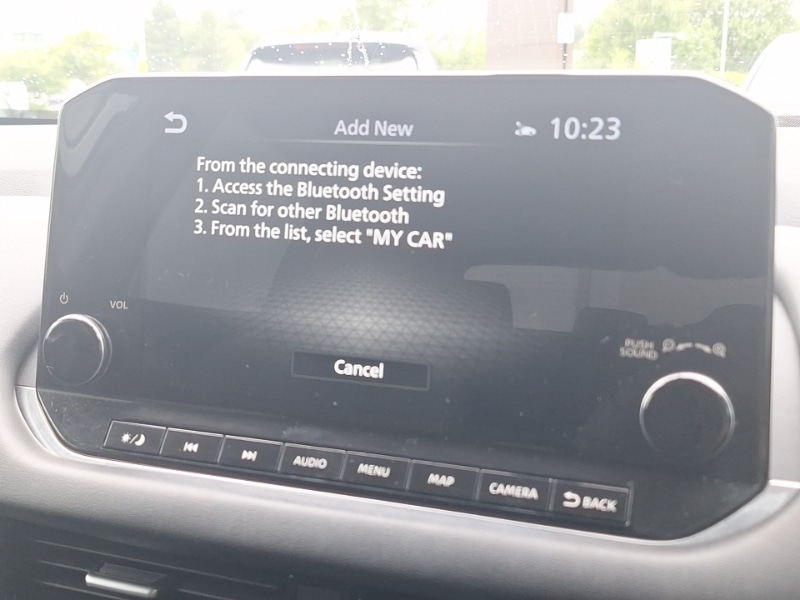 Add New
10:23
From the connecting device:
1. Access the Bluetooth Setting
2. Scan for other Bluetooth
3. From the list, select "MY CAR"
VOL
PUSH
SOUND
Cancel
AUDIO
MENU
MAP
CAMERA
BACK